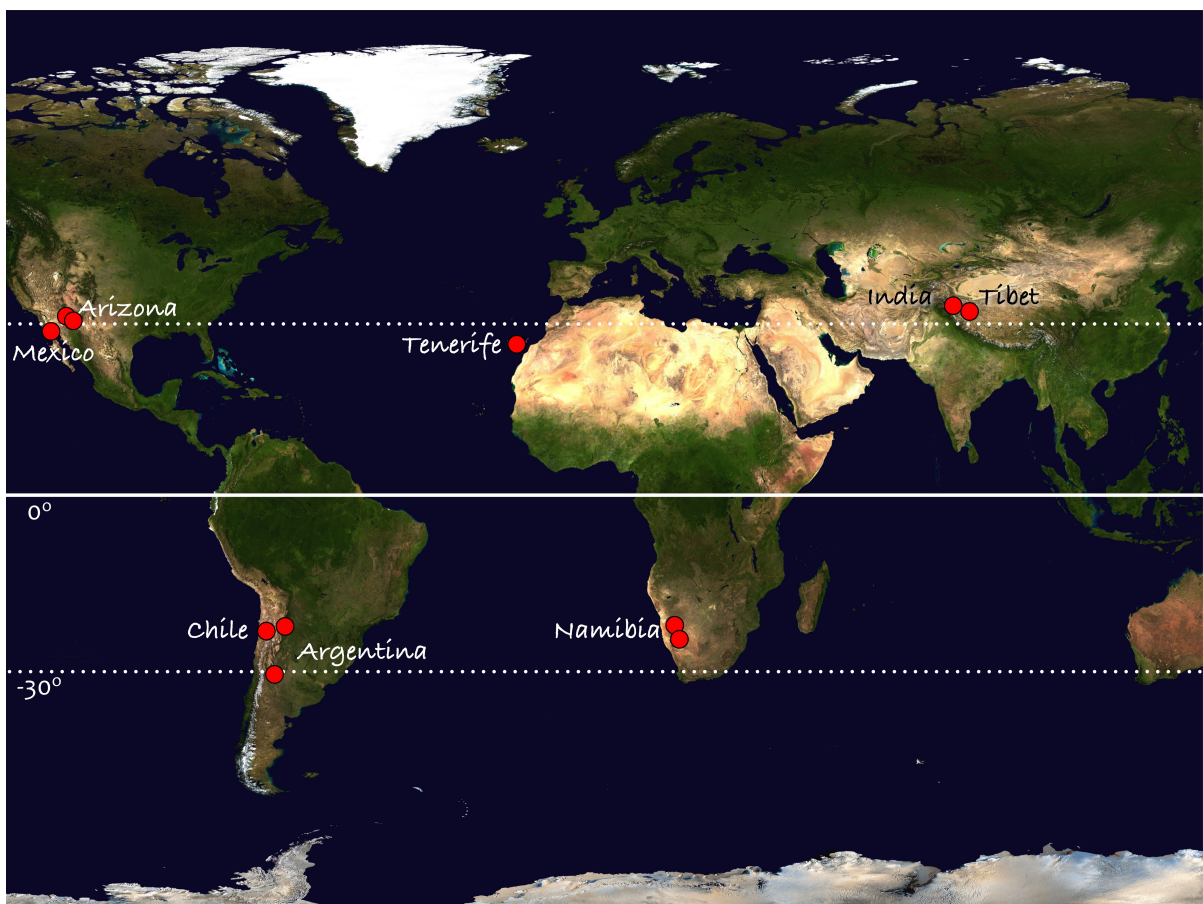 Arizona
Mexico
Tenerife
India
Tibet
0°
Chile
Argentina
Namibia
-30°